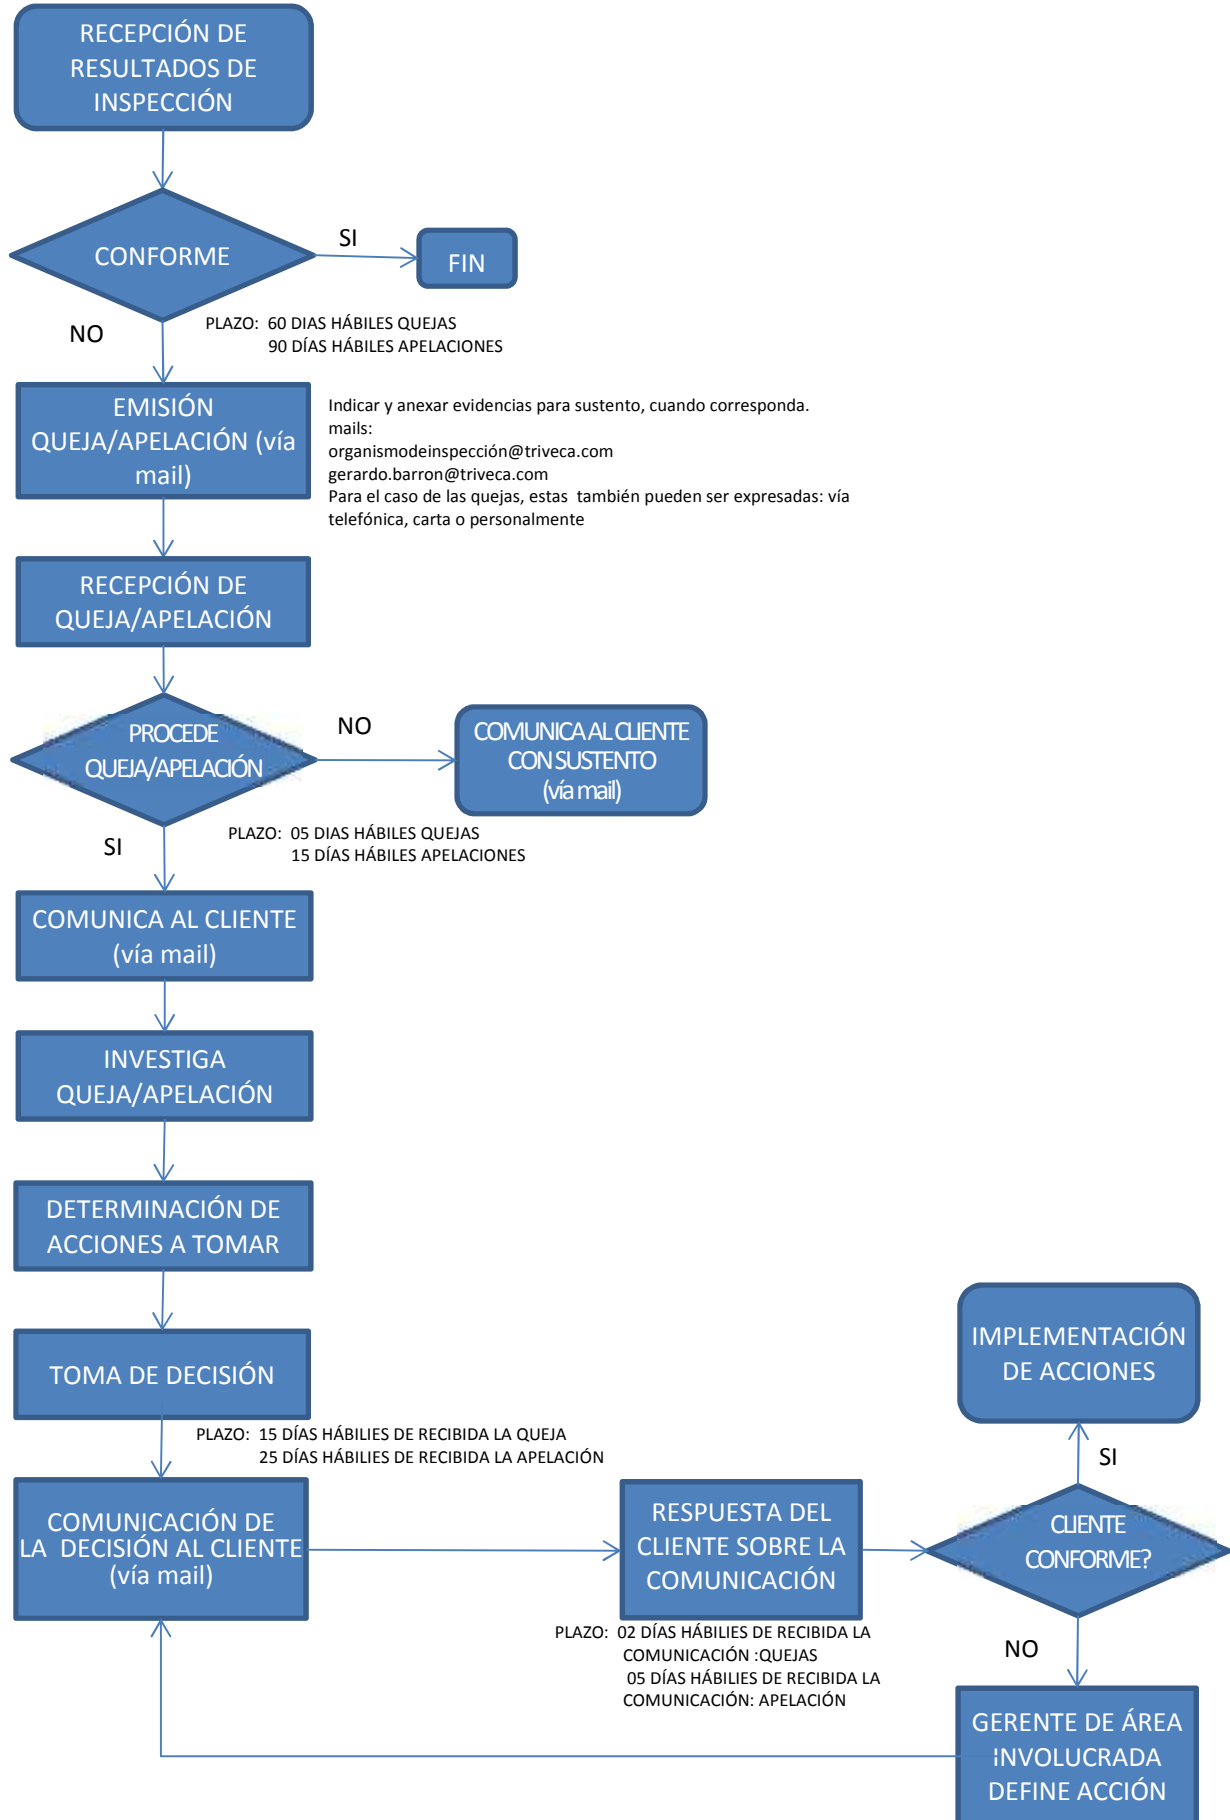 RECEPCIÓN DE
RESULTADOS DE
INSPECCIÓN
CONFORME
SI
FIN
NO
PLAZO: 60 DIAS HÁBILES QUEJAS
90 DÍAS HÁBILES APELACIONES
EMISIÓN
QUEJA/APELACIÓN (vía
mail)
Indicar y anexar evidencias para sustento, cuando corresponda.
mails:
organismodeinspección@triveca.com
gerardo.barron@triveca.com
Para el caso de las quejas, estas también pueden ser expresadas: vía
telefónica, carta o personalmente
RECEPCIÓN DE
QUEJA/APELACIÓN
PROCEDE
QUEJA/APELACIÓN
NO
COMUNICA AL CLIENTE
CON SUSTENTO
(vía mail)
SI
PLAZO: 05 DIAS HÁBILES QUEJAS
15 DÍAS HÁBILES APELACIONES
COMUNICA AL CLIENTE
(vía mail)
INVESTIGA
QUEJA/APELACIÓN
DETERMINACIÓN DE
ACCIONES A TOMAR
TOMA DE DECISIÓN
PLAZO: 15 DÍAS HÁBILIES DE RECIBIDA LA QUEJA
25 DÍAS HÁBILIES DE RECIBIDA LA APELACIÓN
COMUNICACIÓN DE
LA DECISIÓN AL CLIENTE
(vía mail)
RESPUESTA DEL
CLIENTE SOBRE LA
COMUNICACIÓN
PLAZO: 02 DÍAS HÁBILIES DE RECIBIDA LA
COMUNICACIÓN :QUEJAS
05 DÍAS HÁBILIES DE RECIBIDA LA
COMUNICACIÓN: APELACIÓN
CLIENTE
CONFORME?
SI
IMPLEMENTACIÓN
DE ACCIONES
NO
GERENTE DE ÁREA
INVOLUCRADA
DEFINE ACCIÓN